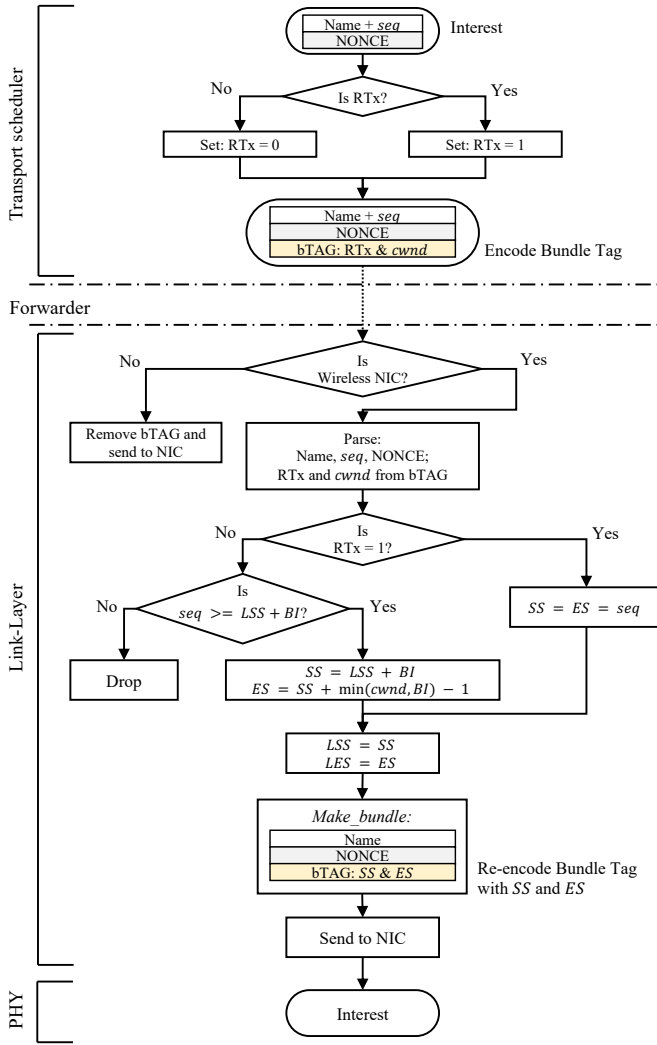 Transport scheduler
Name + seq
NONCE
Interest
Is RTx?
No
Yes
Set: RTx = 0
Set: RTx = 1
Name + seq
NONCE
bTAG: RTx & cwnd
Encode Bundle Tag
Forwarder
Link-Layer
Is
Wireless NIC?
No
Yes
Remove bTAG and
send to NIC
Parse:
Name, seq, NONCE;
RTx and cwnd from bTAG
Is
RTx = 1?
No
Yes
Is
seq >= LSS + BI?
No
Yes
SS = ES = seq
Drop
SS = LSS + BI
ES = SS + min(cwnd, BI) − 1
LSS = SS
LES = ES
Make_bundle:
Name
NONCE
bTAG: SS & ES
Re-encode Bundle Tag
with SS and ES
Send to NIC
PHY
Interest